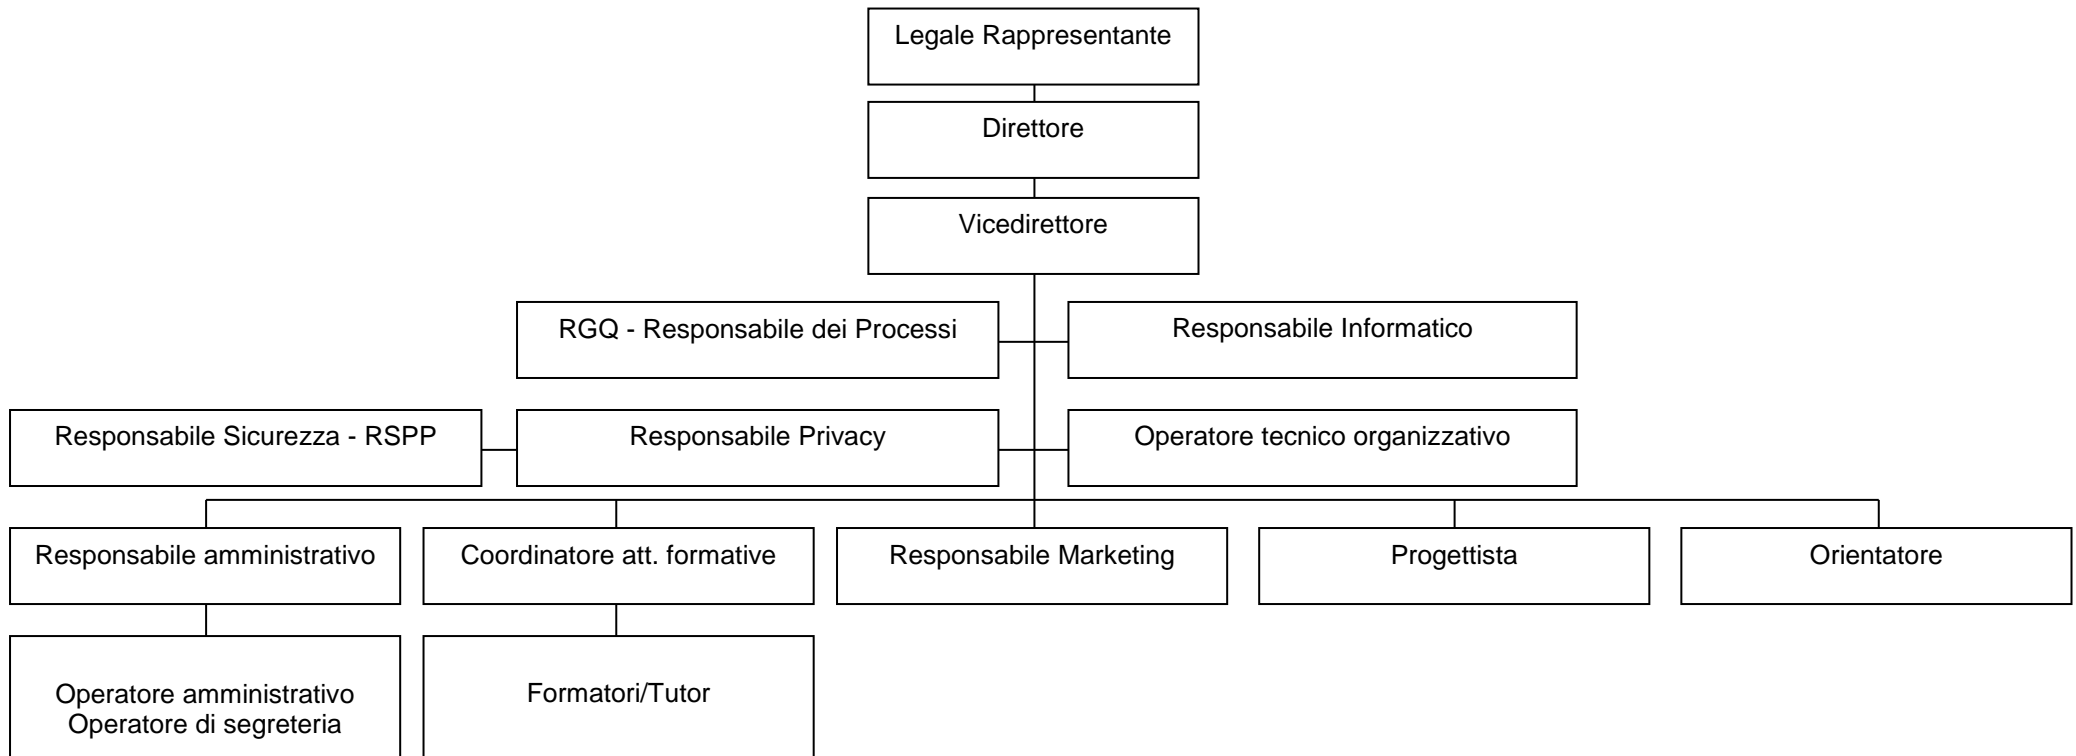 Legale Rappresentante
Direttore
Vicedirettore
RGQ - Responsabile dei Processi
Responsabile Informatico
Responsabile Sicurezza - RSPP
Responsabile Privacy
Operatore tecnico organizzativo
Responsabile amministrativo
Coordinatore att. formative
Responsabile Marketing
Progettista
Orientatore
Operatore amministrativo
Operatore di segreteria
Formatori/Tutor